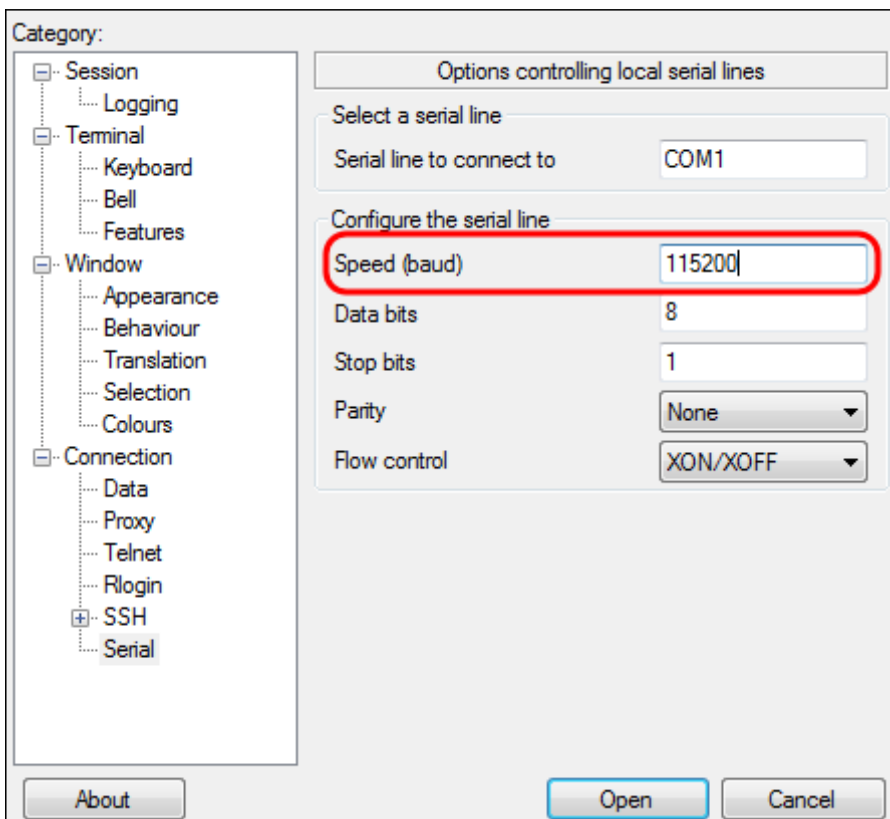 Category:
Session
Logging
Terminal
Keyboard
Bell
Features
Window
Appearance
Behaviour
Translation
Selection
Colours
Connection
Data
Proxy
Telnet
Rlogin
SSH
Serial
Options controlling local serial lines
Select a serial line
Serial line to connect to COM1
Configure the serial line
Speed (baud) 115200
Data bits 8
Stop bits 1
Parity None
Flow control XON/XOFF
About Open Cancel